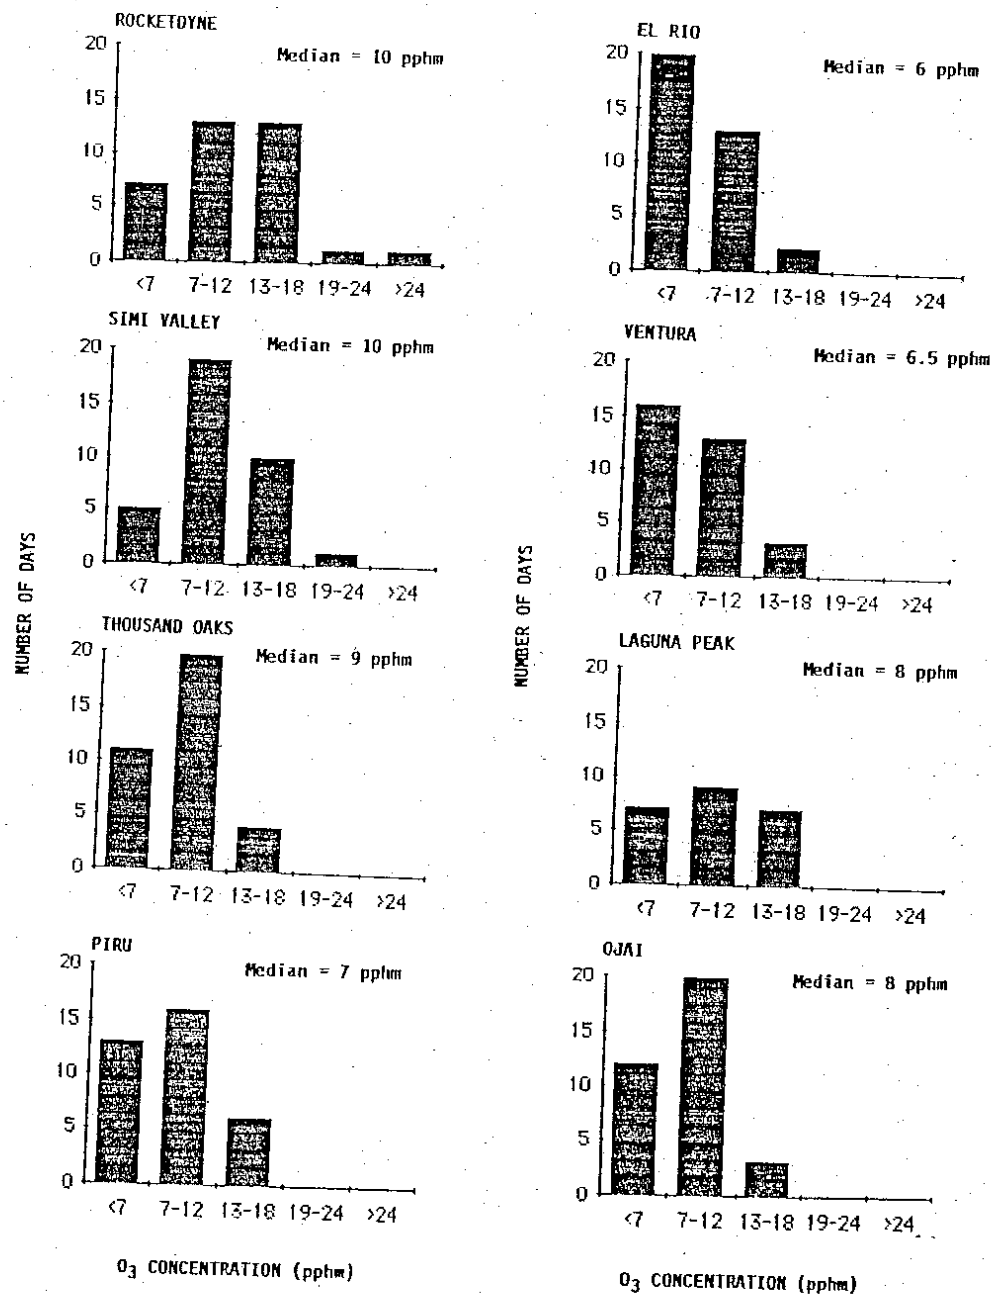 ROCKETDYNE
Median = 10 pphm
20
15
10
5
0
<7 7-12 13-18 19-24 >24
SIMI VALLEY
Median = 10 pphm
20
15
10
5
0
<7 7-12 13-18 19-24 >24
THOUSAND OAKS
Median = 9 pphm
20
15
10
5
0
<7 7-12 13-18 19-24 >24
PIRU
Median = 7 pphm
20
15
10
5
0
<7 7-12 13-18 19-24 >24
NUMBER OF DAYS
O3 CONCENTRATION (pphm)
EL RIO
Median = 6 pphm
20
15
10
5
0
<7 7-12 13-18 19-24 >24
VENTURA
Median = 6.5 pphm
20
15
10
5
0
<7 7-12 13-18 19-24 >24
LAGUNA PEAK
Median = 8 pphm
20
15
10
5
0
<7 7-12 13-18 19-24 >24
OJAI
Median = 8 pphm
20
15
10
5
0
<7 7-12 13-18 19-24 >24
NUMBER OF DAYS
O3 CONCENTRATION (pphm)